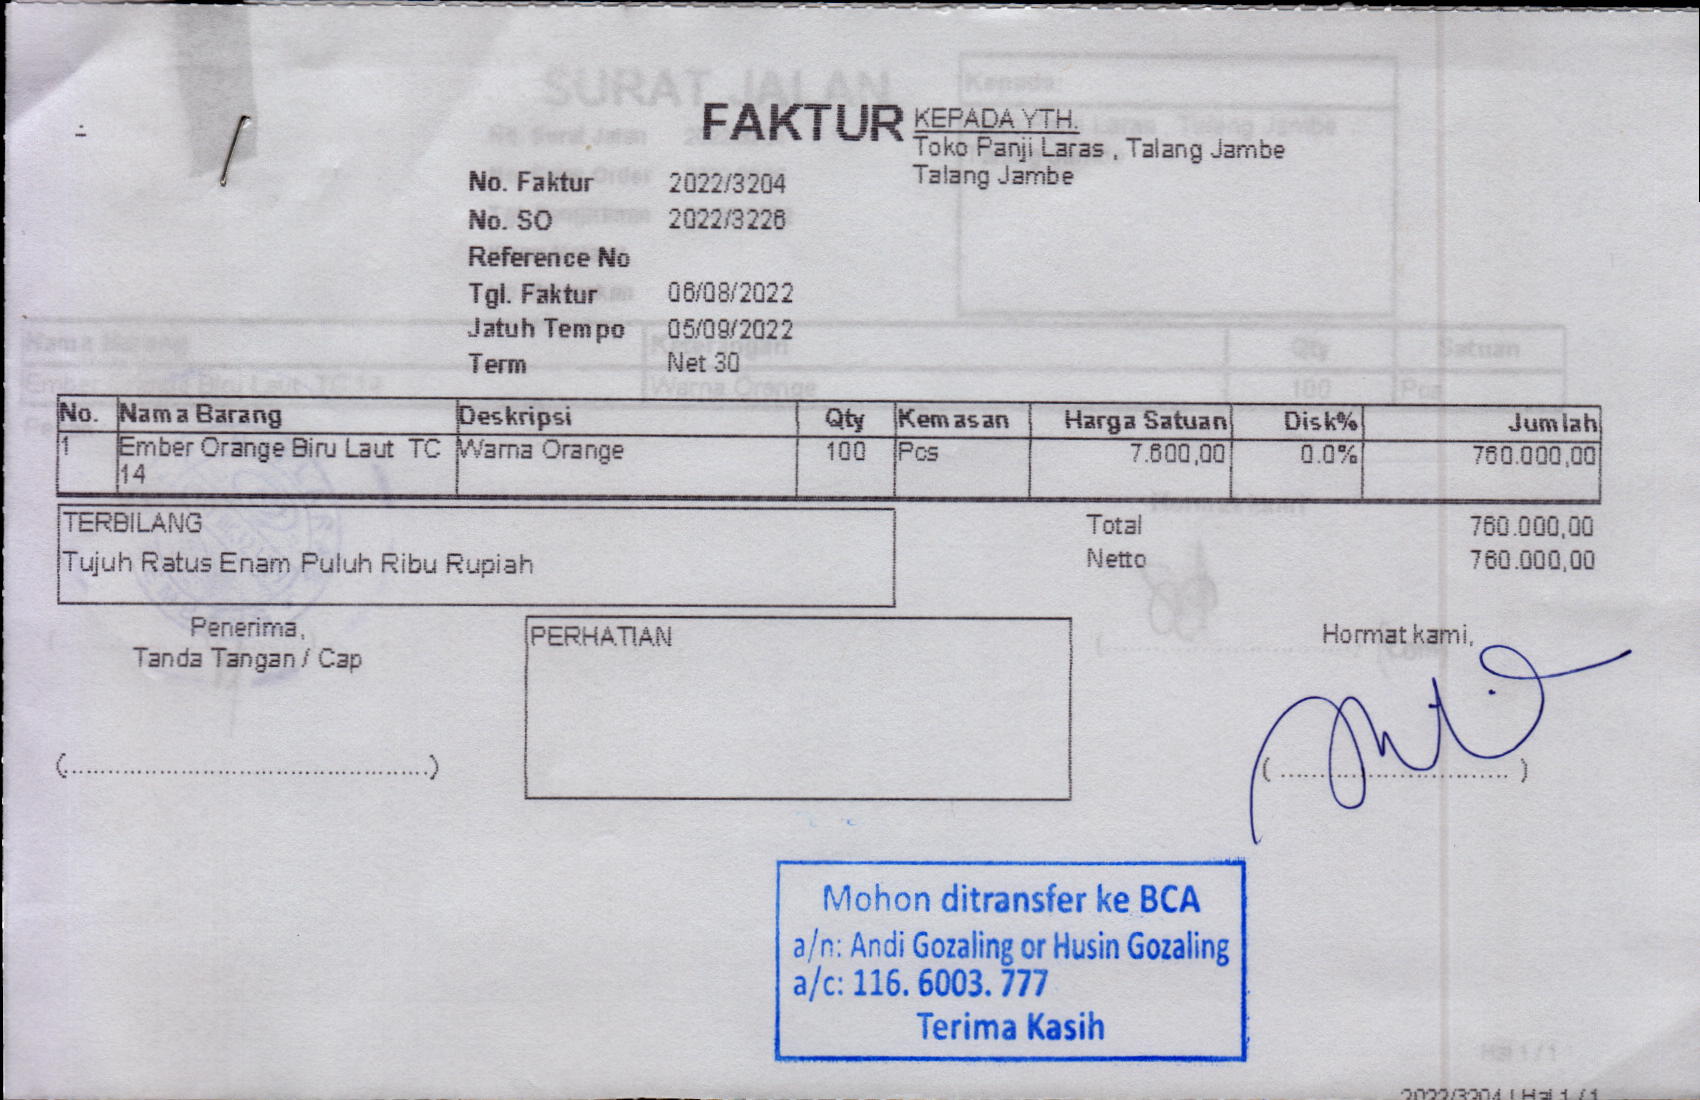 FAKTUR
KEPADA YTH.
Toko Panji Laras , Talang Jambe
Talang Jambe
No. Faktur 2022/3204
No. SO 2022/3226
Reference No
Tgl. Faktur 06/08/2022
Jatuh Tempo 05/09/2022
Term Net 30
No. Nama Barang Deskripsi Qty Kemasan Harga Satuan Disk% Jumlah
1 Ember Orange Biru Laut TC 14 Warna Orange 100 Pcs 7.600,00 0.0% 760.000,00
TERBILANG
Tujuh Ratus Enam Puluh Ribu Rupiah
Total 760.000,00
Netto 760.000,00
Penerima,
Tanda Tangan / Cap
PERHATIAN
Hormat kami,
(..............................................)
( ............................. )
Mohon ditransfer ke BCA
a/n: Andi Gozaling or Husin Gozaling
a/c: 116. 6003. 777
Terima Kasih
2022/3204 | Hal 1 / 1